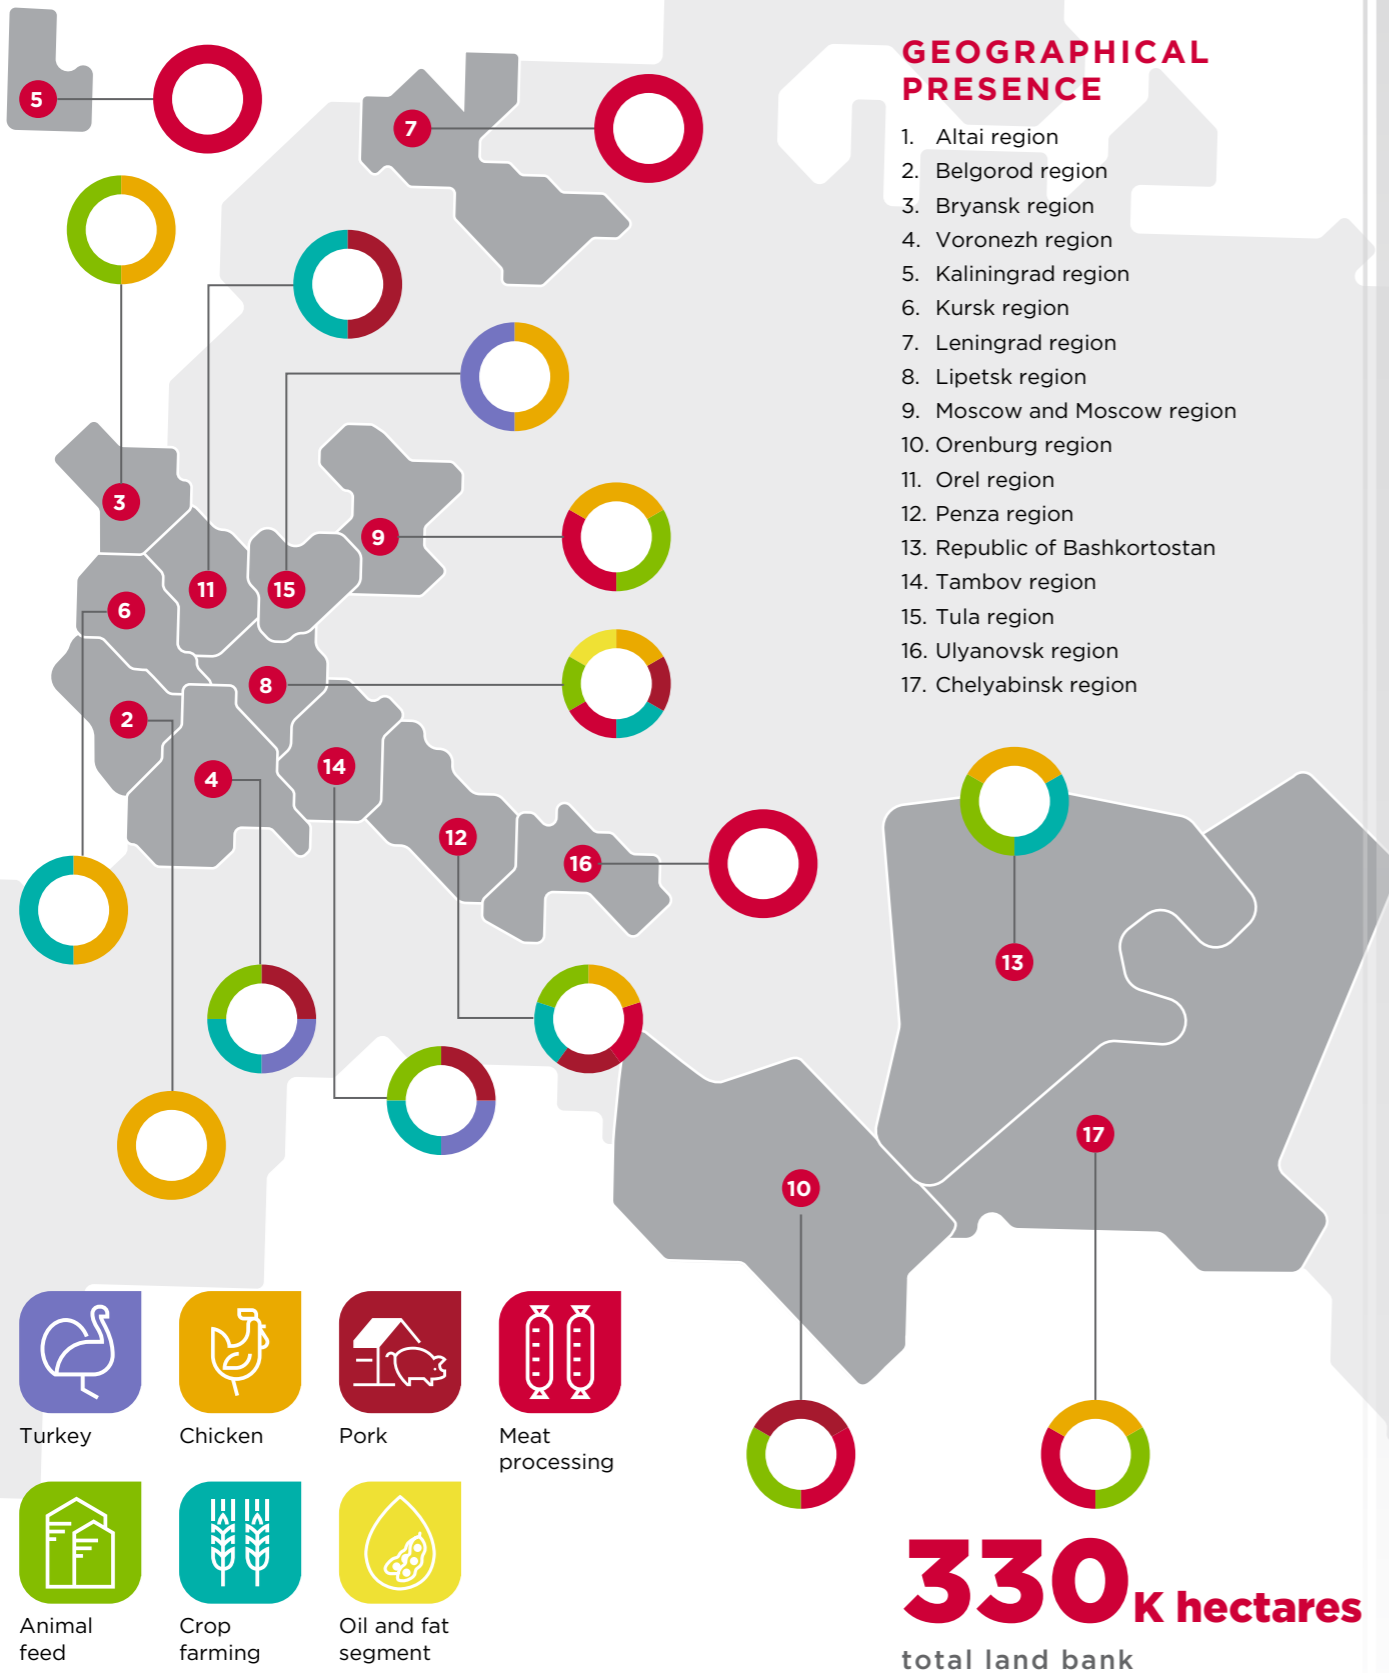 GEOGRAPHICAL
PRESENCE
1. Altai region
2. Belgorod region
3. Bryansk region
4. Voronezh region
5. Kaliningrad region
6. Kursk region
7. Leningrad region
8. Lipetsk region
9. Moscow and Moscow region
10. Orenburg region
11. Orel region
12. Penza region
13. Republic of Bashkortostan
14. Tambov region
15. Tula region
16. Ulyanovsk region
17. Chelyabinsk region
5
7
3
9
11
15
6
8
2
14
4
12
16
13
17
10
Turkey
Chicken
Pork
Meat
processing
Animal
feed
Crop
farming
Oil and fat
segment
330 K hectares
total land bank